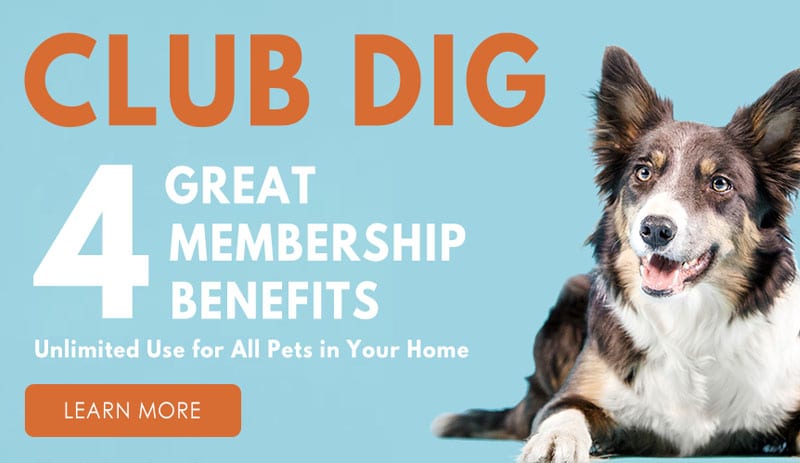 CLUB DIG
4
GREAT
MEMBERSHIP
BENEFITS
Unlimited Use for All Pets in Your Home
LEARN MORE